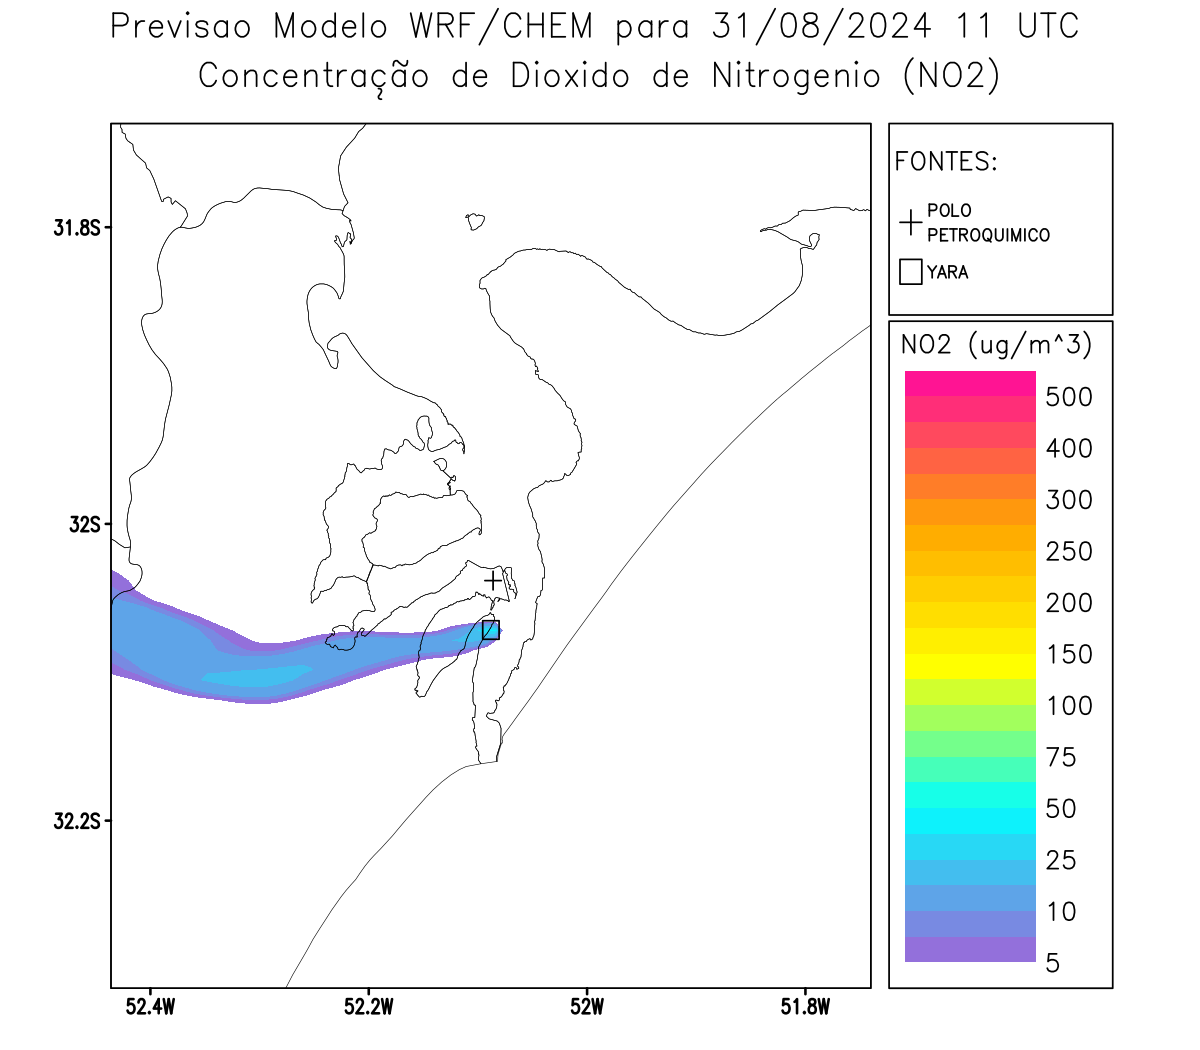 Previsao Modelo WRF/CHEM para 31/08/2024 11 UTC
Concentração de Dioxido de Nitrogenio (NO2)
FONTES:
POLO
PETROQUIMICO
YARA
NO2 (ug/m^3)
500
400
300
250
200
150
100
75
50
25
10
5
31.8S
32S
32.2S
52.4W
52.2W
52W
51.8W